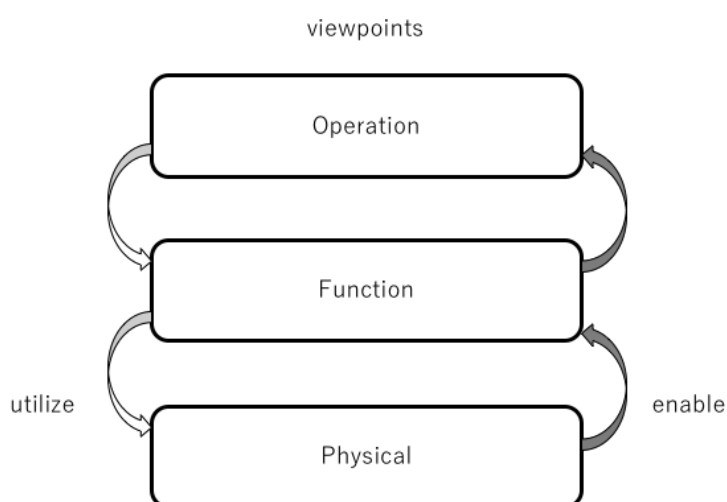 viewpoints
Operation
Function
utilize
enable
Physical